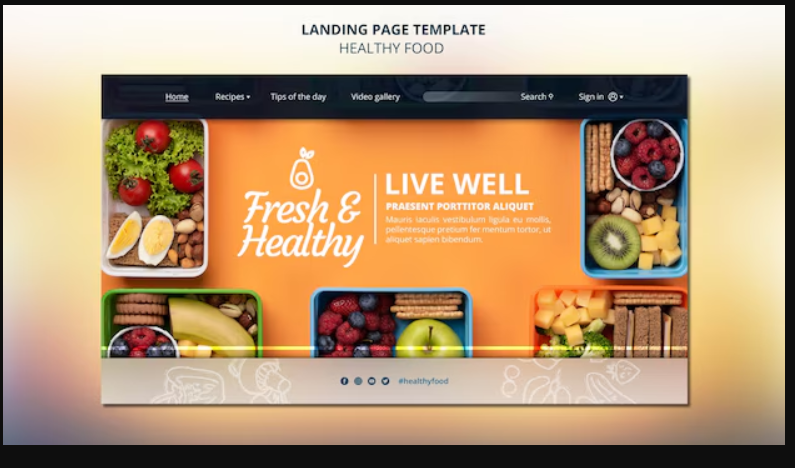 LANDING PAGE TEMPLATE
HEALTHY FOOD
Home Recipes Tips of the day Video gallery Search Sign in
Fresh &
Healthy
LIVE WELL
PRAESENT PORTTITOR ALIQUET
Mauris iaculis vestibulum ligula eu mollis,
pellentesque pretium fermentum tortor, ut
aliquet sapien bibendum.
#healthyfood